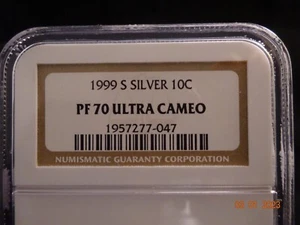 1999 S SILVER 10C
PF 70 ULTRA CAMEO
1957277-047
NUMISMATIC GUARANTY CORPORATION